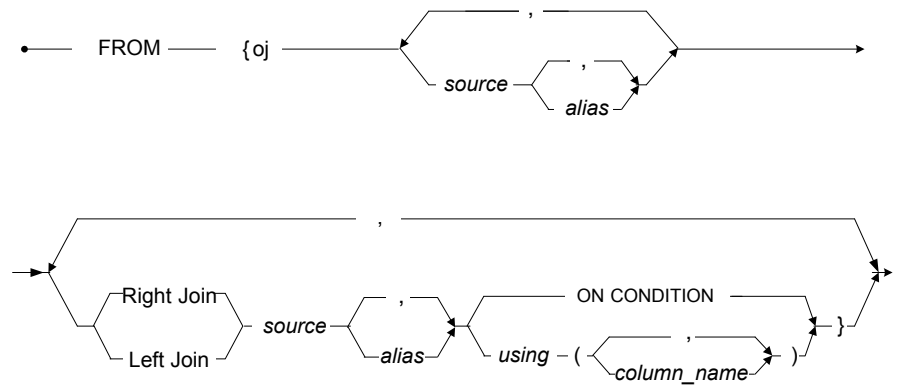 ,
FROM {oj
source ,
alias
,
Right Join , ON CONDITION
source }
Left Join alias using ( , )
column_name